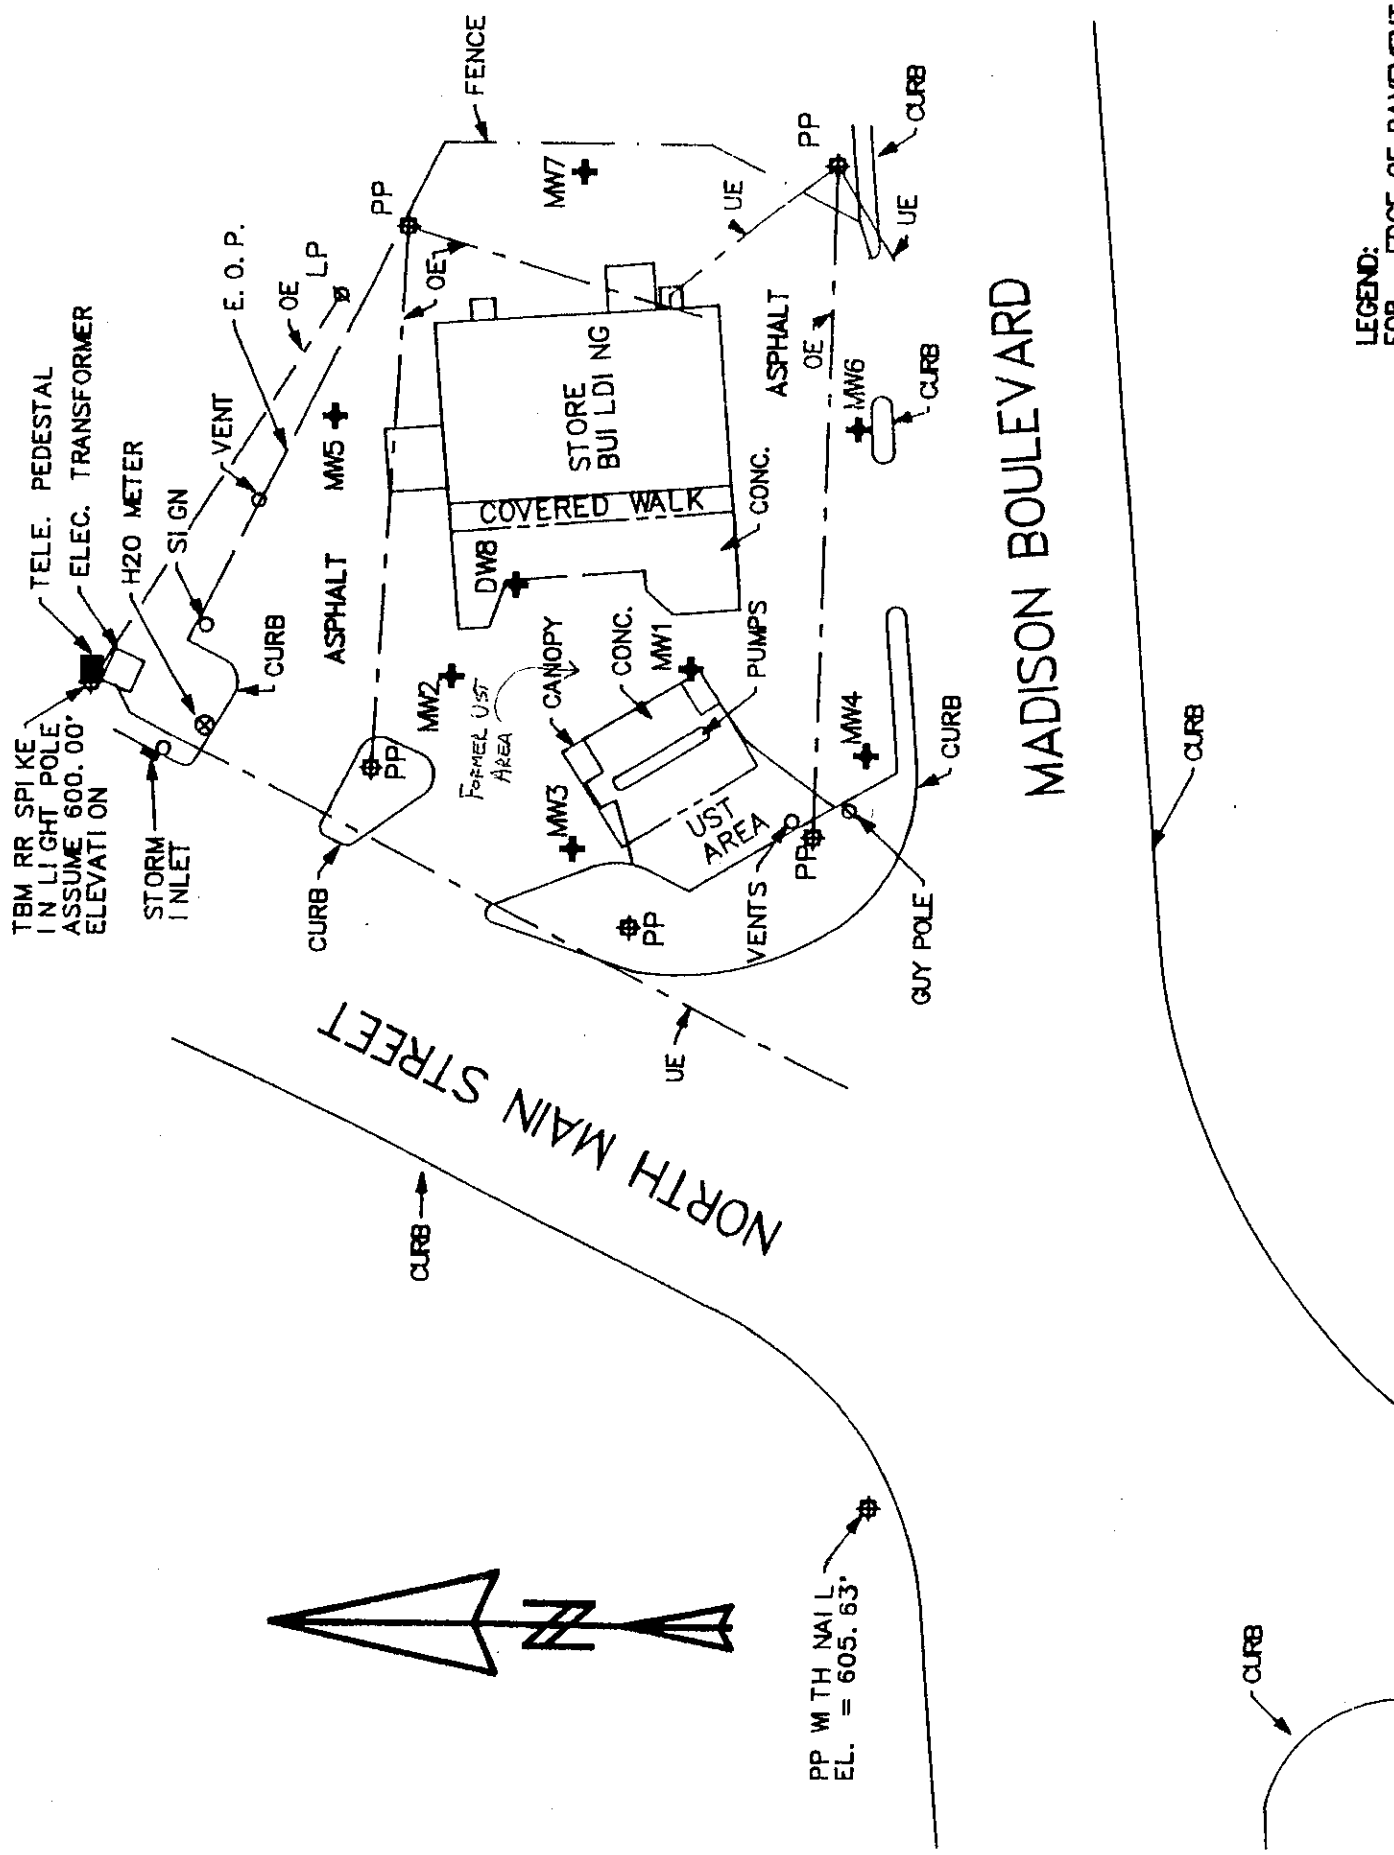 TBM RR SPIKE
IN LIGHT POLE
ASSUME 600.00'
ELEVATION
TELE. PEDESTAL
ELEC. TRANSFORMER
H2O METER
SIGN
VENT
E. O. P.
OE
LP
PP
FENCE
STORM
INLET
CURB
ASPHALT
MW5
OE
MW7
CURB
PP
MW2
FORMER UST
AREA
DW8
COVERED WALK
STORE
BUILDING
UE
PP
CURB
UE
CANOPY
CONC.
MW1
PUMPS
CONC.
ASPHALT
OE
MW6
CURB
MW3
UST
AREA
MW4
CURB
PP
VENTS
PP
GUY POLE
UE
NORTH MAIN STREET
MADISON BOULEVARD
CURB
CURB
N
PP WITH NAIL
EL. = 605.63'
CURB
LEGEND: